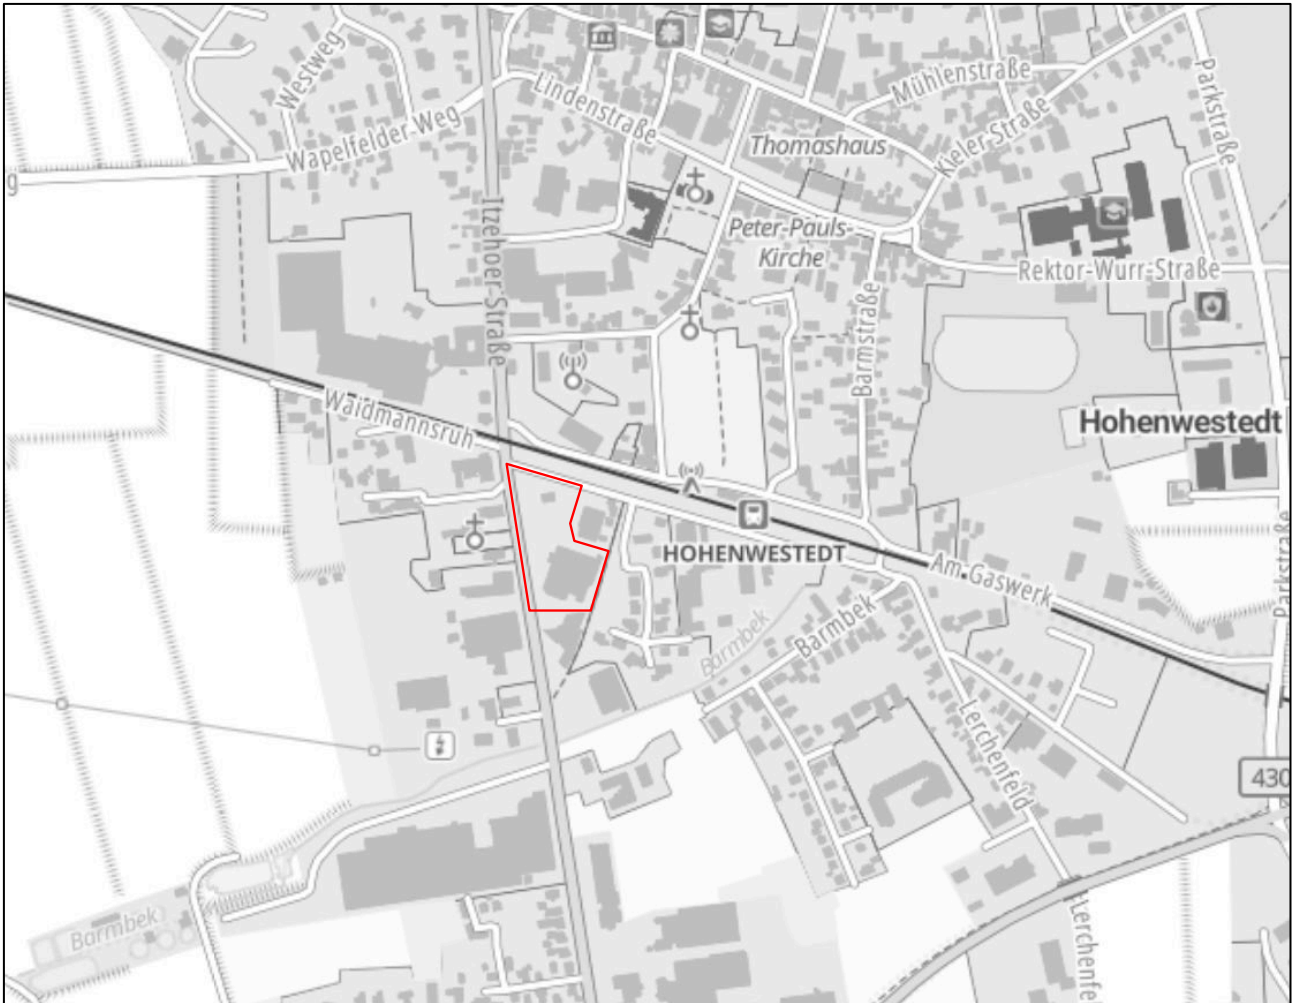 Westweg
Wapelfelder Weg
Lindenstraße
Mühlenstraße
Parkstraße
Thomashaus
Kieler-Straße
g
Itzehoer-Straße
Peter-Pauls-
Kirche
Rektor-Wurr-Straße
Barmstraße
Waidmannsruh
Hohenwestedt
HOHENWESTEDT
Am Gaswerk
Parkstraße
Barmbek
Barmbek
Lerchenfeld
430
Barmbek
Lerchenfe